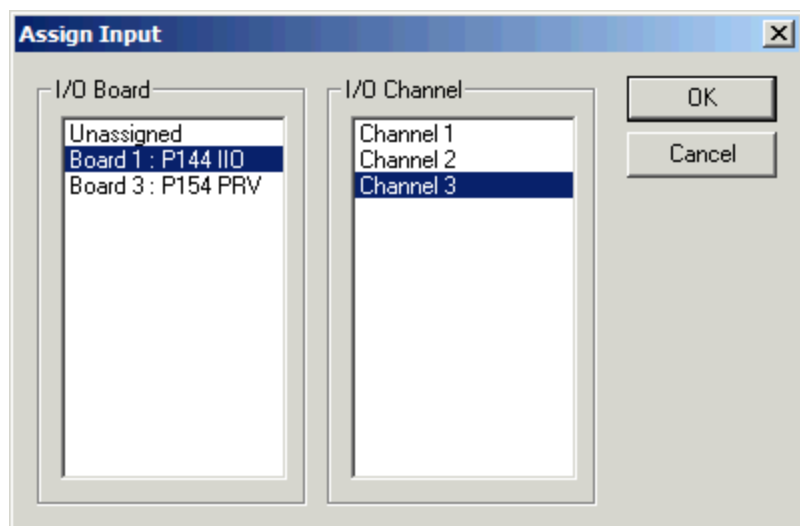 Assign Input
I/O Board
Unassigned
Board 1 : P144 IIO
Board 3 : P154 PRV
I/O Channel
Channel 1
Channel 2
Channel 3
OK
Cancel